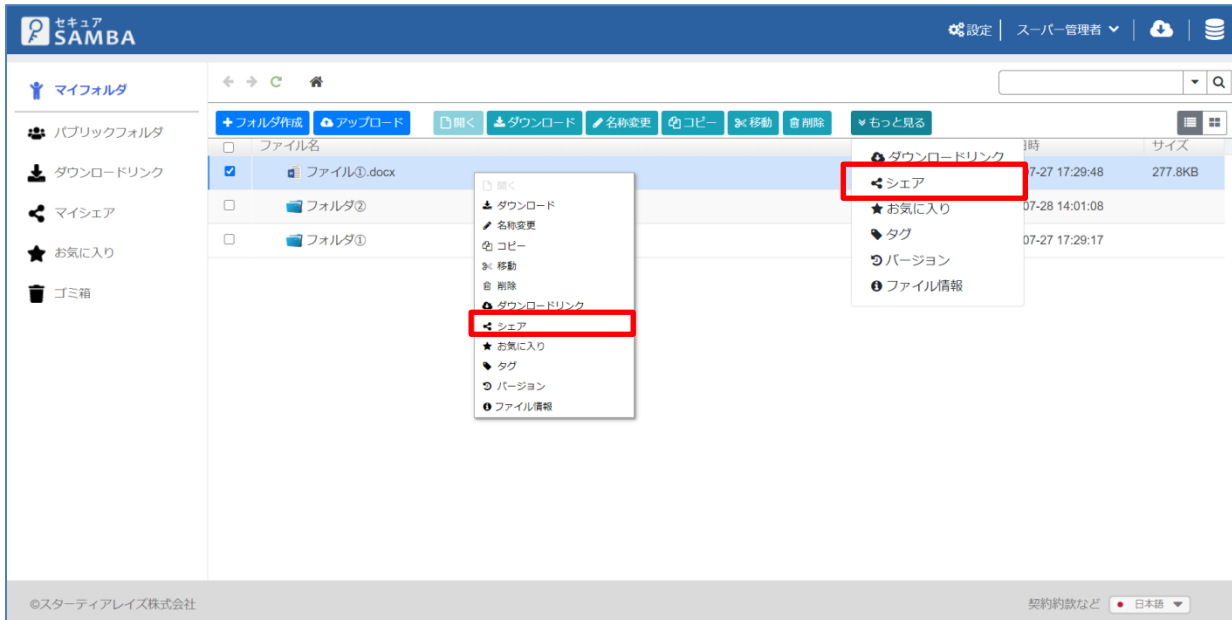 セキュア
SAMBA
設定 スーパー管理者
マイフォルダ
パブリックフォルダ
ダウンロードリンク
マイシェア
お気に入り
ゴミ箱
フォルダ作成 アップロード 開く ダウンロード 名称変更 コピー 移動 削除 もっと見る
ファイル名 時 サイズ
ファイル①.docx 07-27 17:29:48 277.8KB
フォルダ② 07-28 14:01:08
フォルダ① 07-27 17:29:17
開く
ダウンロード
名称変更
コピー
移動
削除
ダウンロードリンク
シェア
お気に入り
タグ
バージョン
ファイル情報
ダウンロードリンク
シェア
お気に入り
タグ
バージョン
ファイル情報
©スターティアレイズ株式会社 契約約款など 日本語